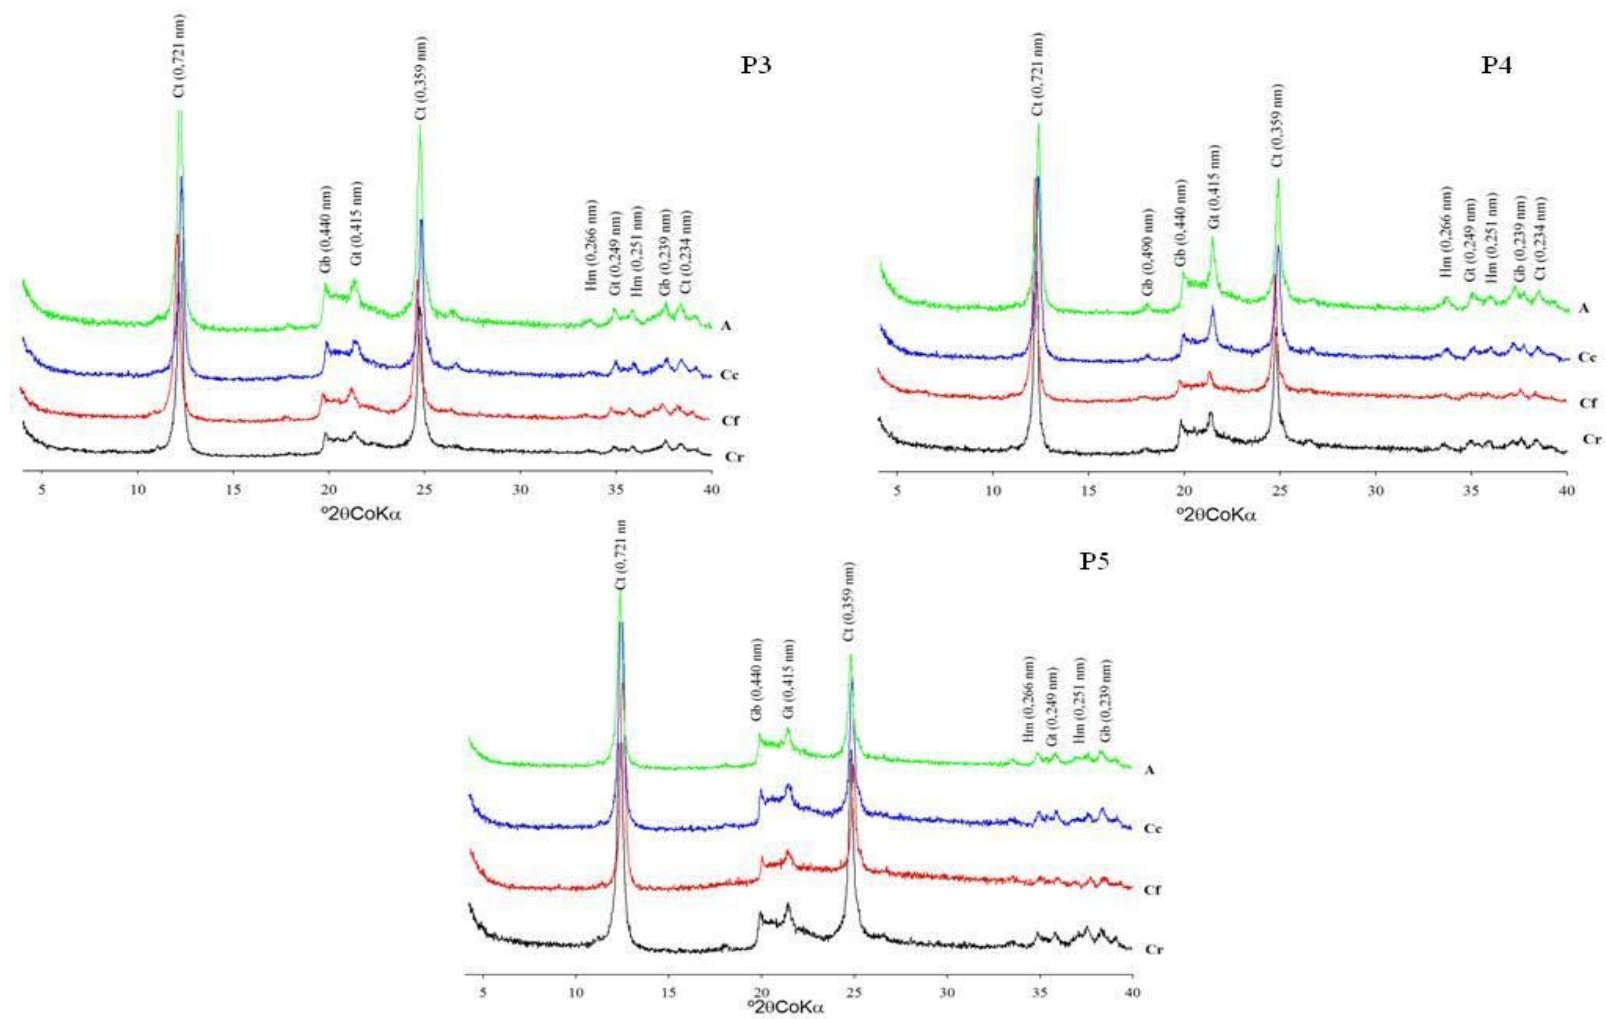 P3
Ct (0,721 nm)
Ct (0,359 nm)
Gb (0,440 nm)
Gt (0,415 nm)
Hm (0,266 nm)
Gt (0,249 nm)
Hm (0,251 nm)
Gb (0,239 nm)
Ct (0,234 nm)
A
Cc
Cf
Cr
5 10 15 20 25 30 35 40
º2θCoKα
P4
Ct (0,721 nm)
Ct (0,359 nm)
Gb (0,490 nm)
Gb (0,440 nm)
Gt (0,415 nm)
Hm (0,266 nm)
Gt (0,249 nm)
Hm (0,251 nm)
Gb (0,239 nm)
Ct (0,234 nm)
A
Cc
Cf
Cr
5 10 15 20 25 30 35 40
º2θCoKα
P5
Ct (0,721 nn
Ct (0,359 nm)
Gb (0,440 nm)
Gt (0,415 nm)
Hm (0,266 nm)
Gt (0,249 nm)
Hm (0,251 nm)
Gb (0,239 nm)
A
Cc
Cf
Cr
5 10 15 20 25 30 35 40
º2θCoKα